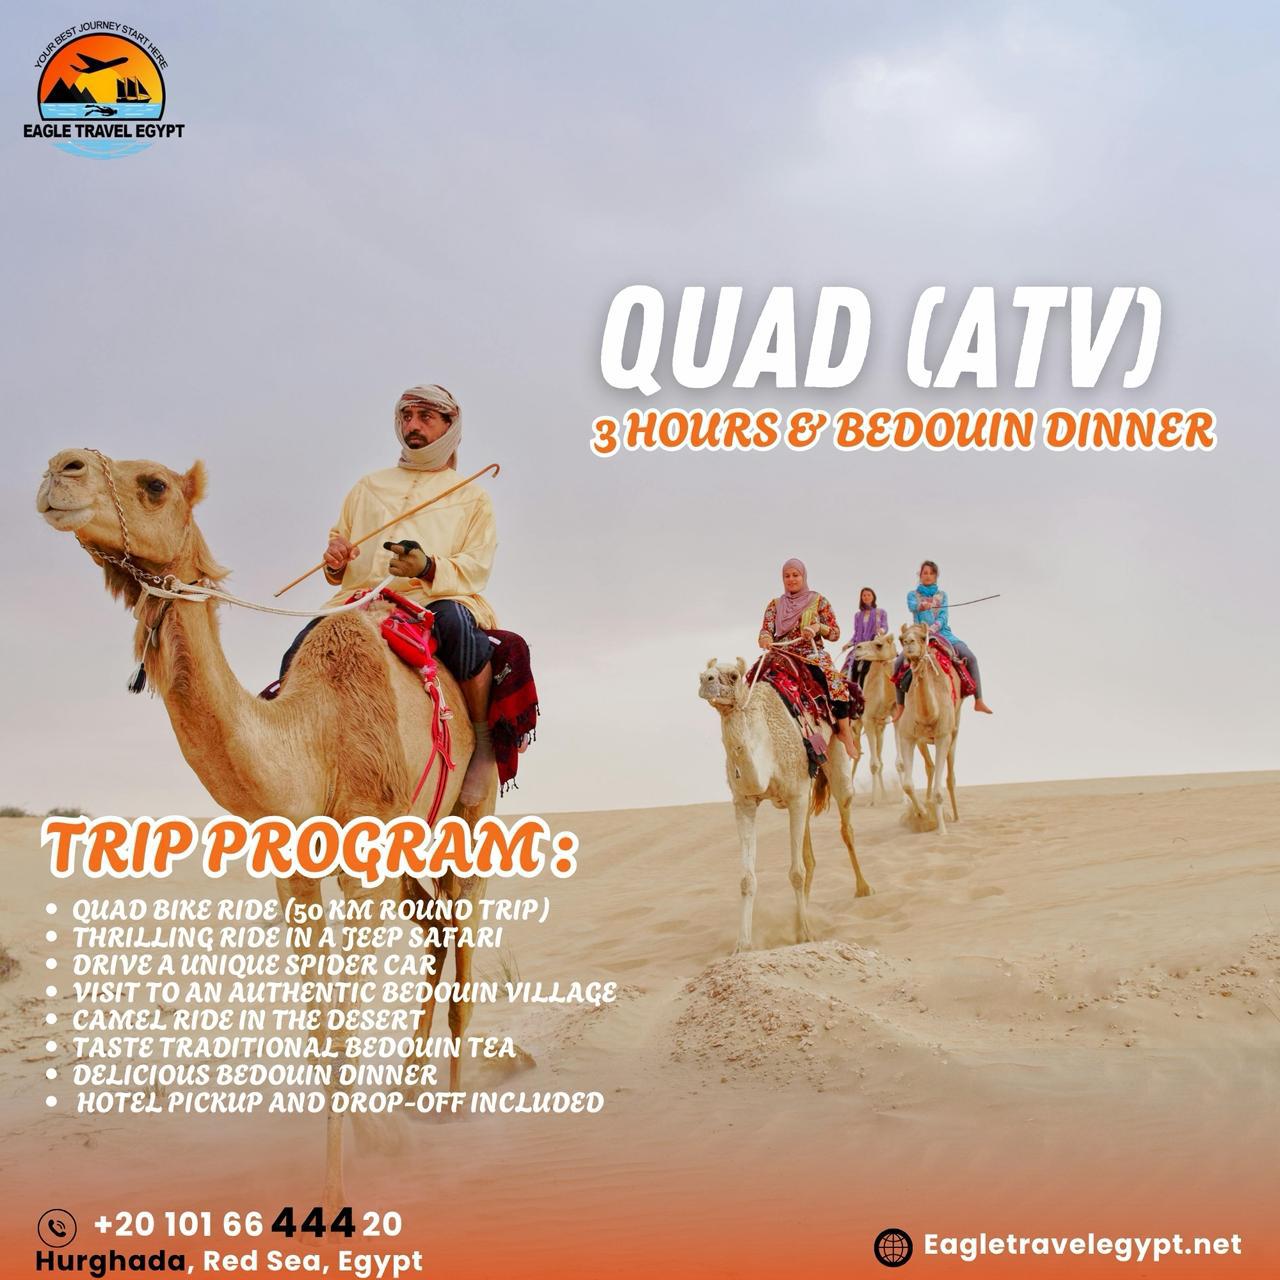 YOUR BEST JOURNEY START HERE
EAGLE TRAVEL EGYPT
QUAD (ATV)
3 HOURS & BEDOUIN DINNER
TRIP PROGRAM :
• QUAD BIKE RIDE (50 KM ROUND TRIP)
• THRILLING RIDE IN A JEEP SAFARI
• DRIVE A UNIQUE SPIDER CAR
• VISIT TO AN AUTHENTIC BEDOUIN VILLAGE
• CAMEL RIDE IN THE DESERT
• TASTE TRADITIONAL BEDOUIN TEA
• DELICIOUS BEDOUIN DINNER
• HOTEL PICKUP AND DROP-OFF INCLUDED
+20 101 66 444 20
Hurghada, Red Sea, Egypt
Eagletravelegypt.net